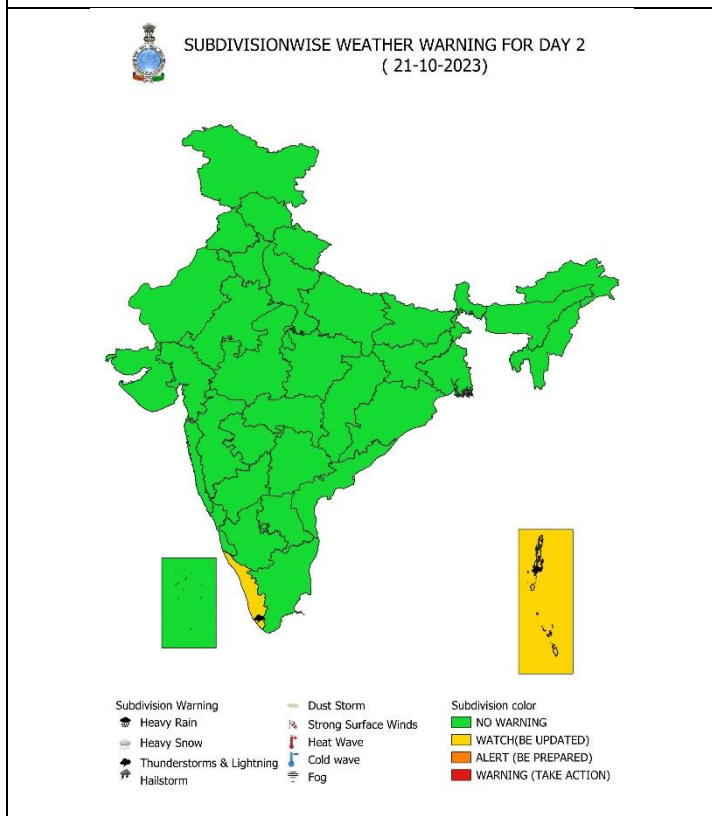 SUBDIVISIONWISE WEATHER WARNING FOR DAY 2
( 21-10-2023)
Subdivision Warning
Heavy Rain
Heavy Snow
Thunderstorms & Lightning
Hailstorm
Dust Storm
Strong Surface Winds
Heat Wave
Cold wave
Fog
Subdivision color
NO WARNING
WATCH(BE UPDATED)
ALERT (BE PREPARED)
WARNING (TAKE ACTION)